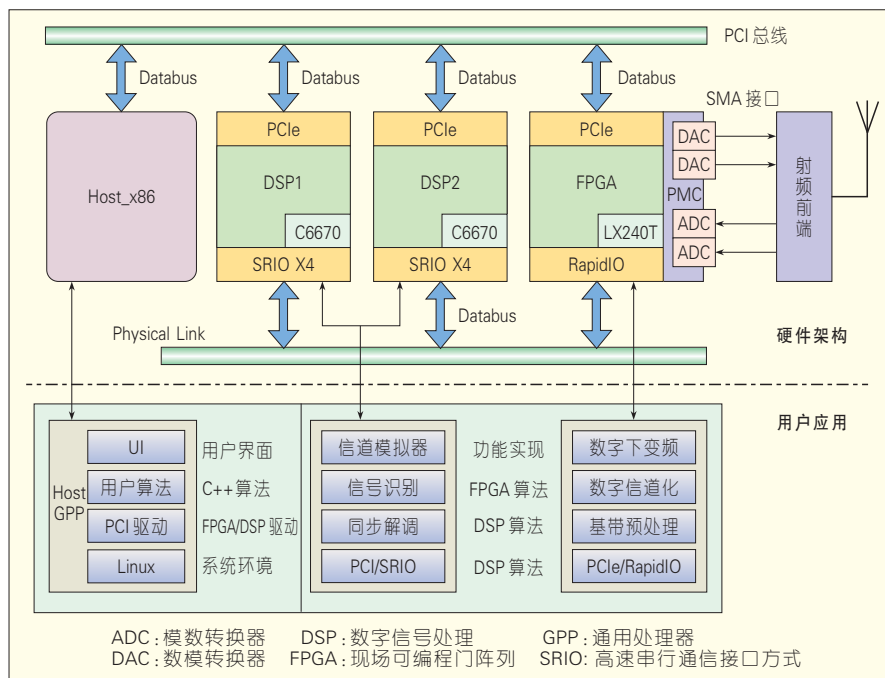 PCI 总线
Databus Databus Databus Databus
SMA 接口
PCIe PCIe PCIe DAC
DAC
Host_x86 DSP1 DSP2 FPGA PMC 射频前端
C6670 C6670 LX240T ADC
ADC
SRIO X4 SRIO X4 RapidIO
Databus
Physical Link
硬件架构
用户应用
Host GPP
UI 用户界面 信道模拟器 功能实现 数字下变频
用户算法 C++算法 信号识别 FPGA 算法 数字信道化
PCI 驱动 FPGA/DSP 驱动 同步解调 DSP 算法 基带预处理
Linux 系统环境 PCI/SRIO DSP 算法 PCIe/RapidIO
ADC:模数转换器 DSP:数字信号处理 GPP:通用处理器
DAC:数模转换器 FPGA:现场可编程门阵列 SRIO:高速串行通信接口方式